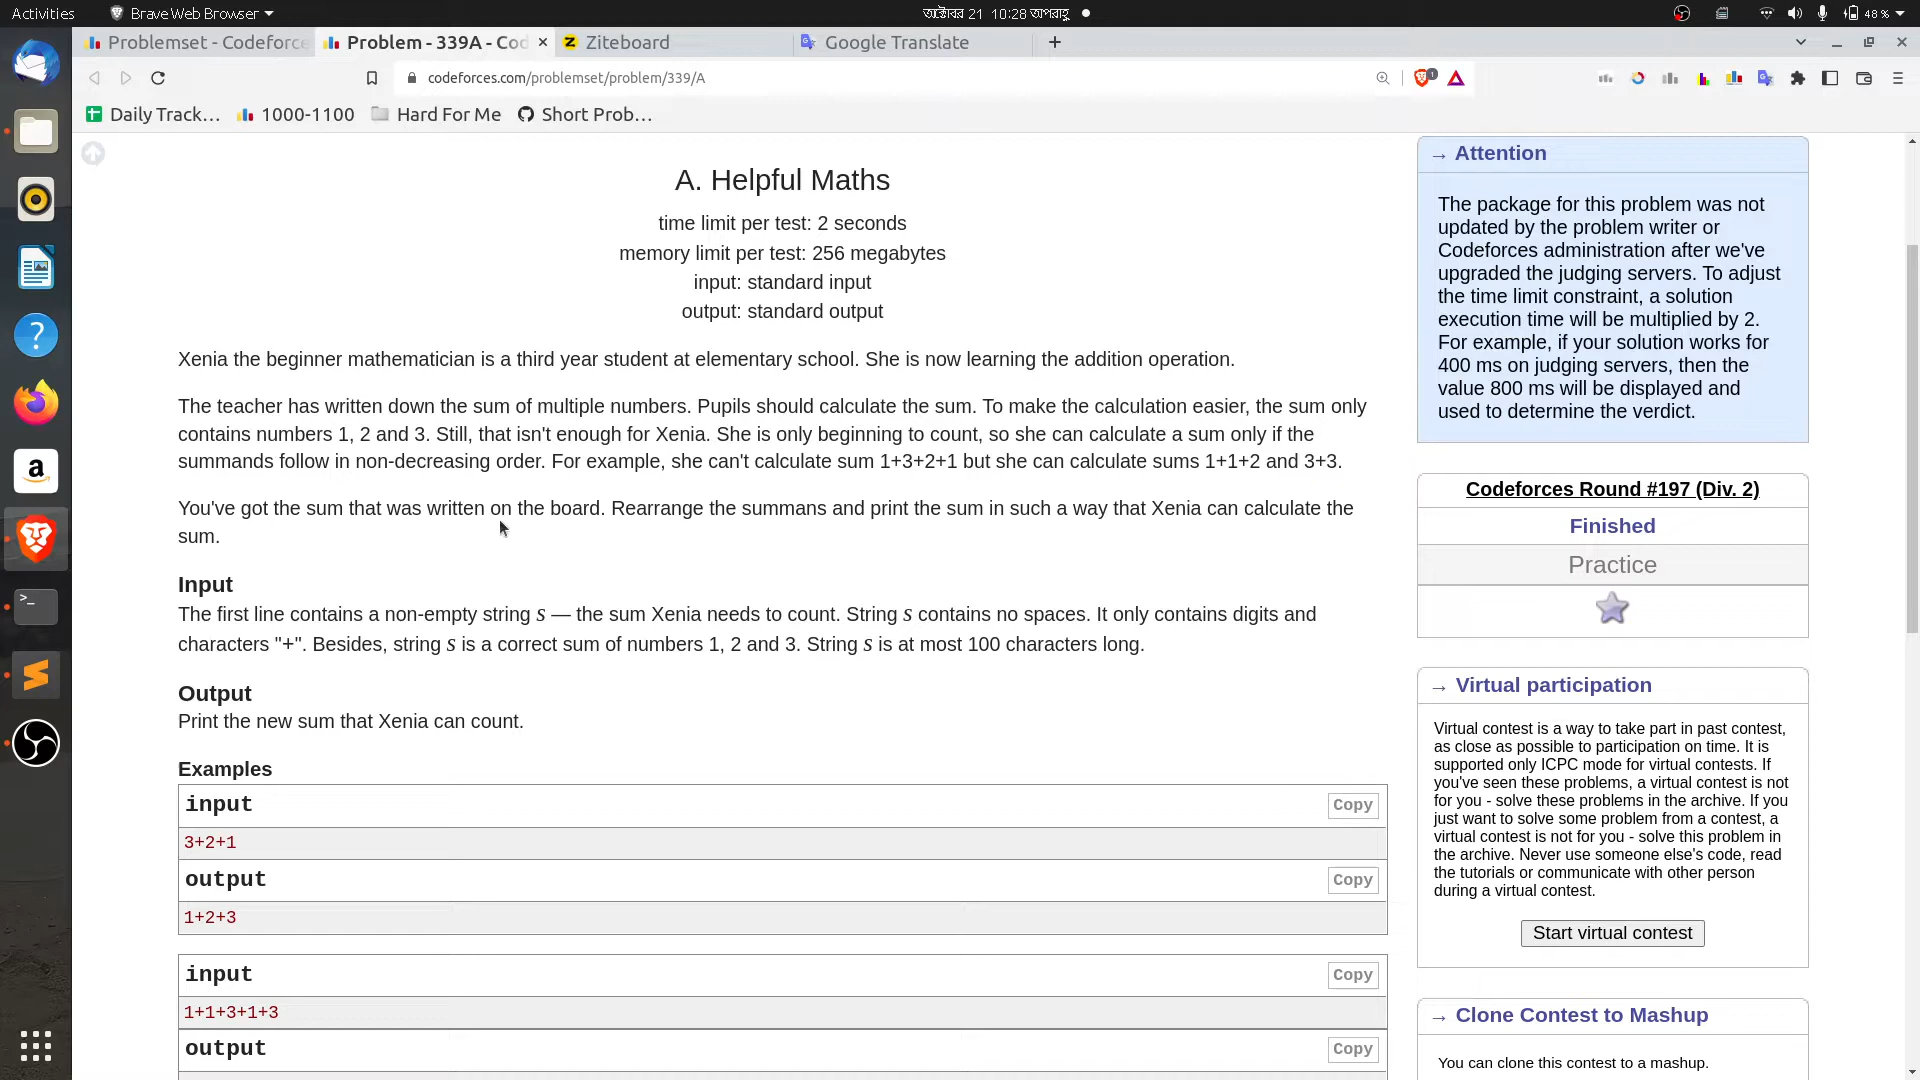 Activities
Brave Web Browser
অক্টোবর 21 10:28 অপরাহ্ণ
48 %
Problemset - Codeforce
Problem - 339A - Cod
Ziteboard
Google Translate
codeforces.com/problemset/problem/339/A
1
Daily Track...
1000-1100
Hard For Me
Short Prob...
A. Helpful Maths
time limit per test: 2 seconds
memory limit per test: 256 megabytes
input: standard input
output: standard output
Xenia the beginner mathematician is a third year student at elementary school. She is now learning the addition operation.
The teacher has written down the sum of multiple numbers. Pupils should calculate the sum. To make the calculation easier, the sum only
contains numbers 1, 2 and 3. Still, that isn't enough for Xenia. She is only beginning to count, so she can calculate a sum only if the
summands follow in non-decreasing order. For example, she can't calculate sum 1+3+2+1 but she can calculate sums 1+1+2 and 3+3.
You've got the sum that was written on the board. Rearrange the summans and print the sum in such a way that Xenia can calculate the
sum.
Input
The first line contains a non-empty string s — the sum Xenia needs to count. String s contains no spaces. It only contains digits and
characters "+". Besides, string s is a correct sum of numbers 1, 2 and 3. String s is at most 100 characters long.
Output
Print the new sum that Xenia can count.
Examples
input
Copy
3+2+1
output
Copy
1+2+3
input
Copy
1+1+3+1+3
output
Copy
→ Attention
The package for this problem was not
updated by the problem writer or
Codeforces administration after we've
upgraded the judging servers. To adjust
the time limit constraint, a solution
execution time will be multiplied by 2.
For example, if your solution works for
400 ms on judging servers, then the
value 800 ms will be displayed and
used to determine the verdict.
Codeforces Round #197 (Div. 2)
Finished
Practice
→ Virtual participation
Virtual contest is a way to take part in past contest,
as close as possible to participation on time. It is
supported only ICPC mode for virtual contests. If
you've seen these problems, a virtual contest is not
for you - solve these problems in the archive. If you
just want to solve some problem from a contest, a
virtual contest is not for you - solve this problem in
the archive. Never use someone else's code, read
the tutorials or communicate with other person
during a virtual contest.
Start virtual contest
→ Clone Contest to Mashup
You can clone this contest to a mashup.